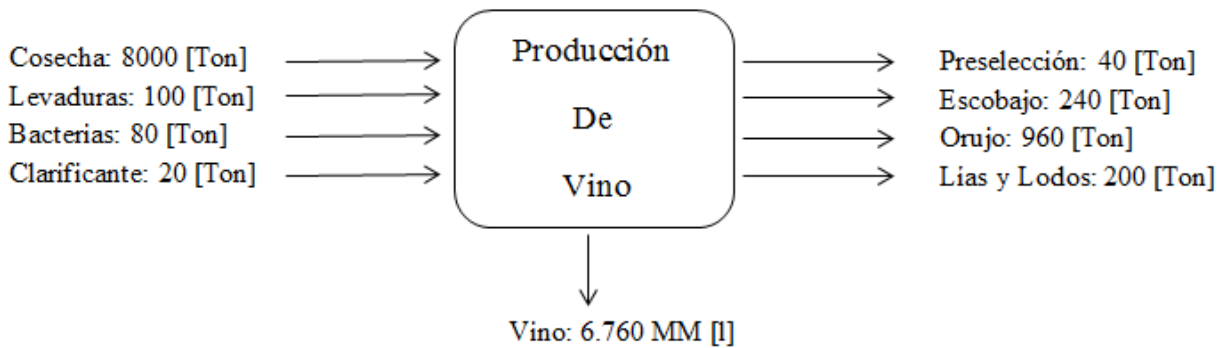 Cosecha: 8000 [Ton]
Levaduras: 100 [Ton]
Bacterias: 80 [Ton]
Clarificante: 20 [Ton]
Producción
De
Vino
Preselección: 40 [Ton]
Escobajo: 240 [Ton]
Orujo: 960 [Ton]
Lias y Lodos: 200 [Ton]
Vino: 6.760 MM [l]